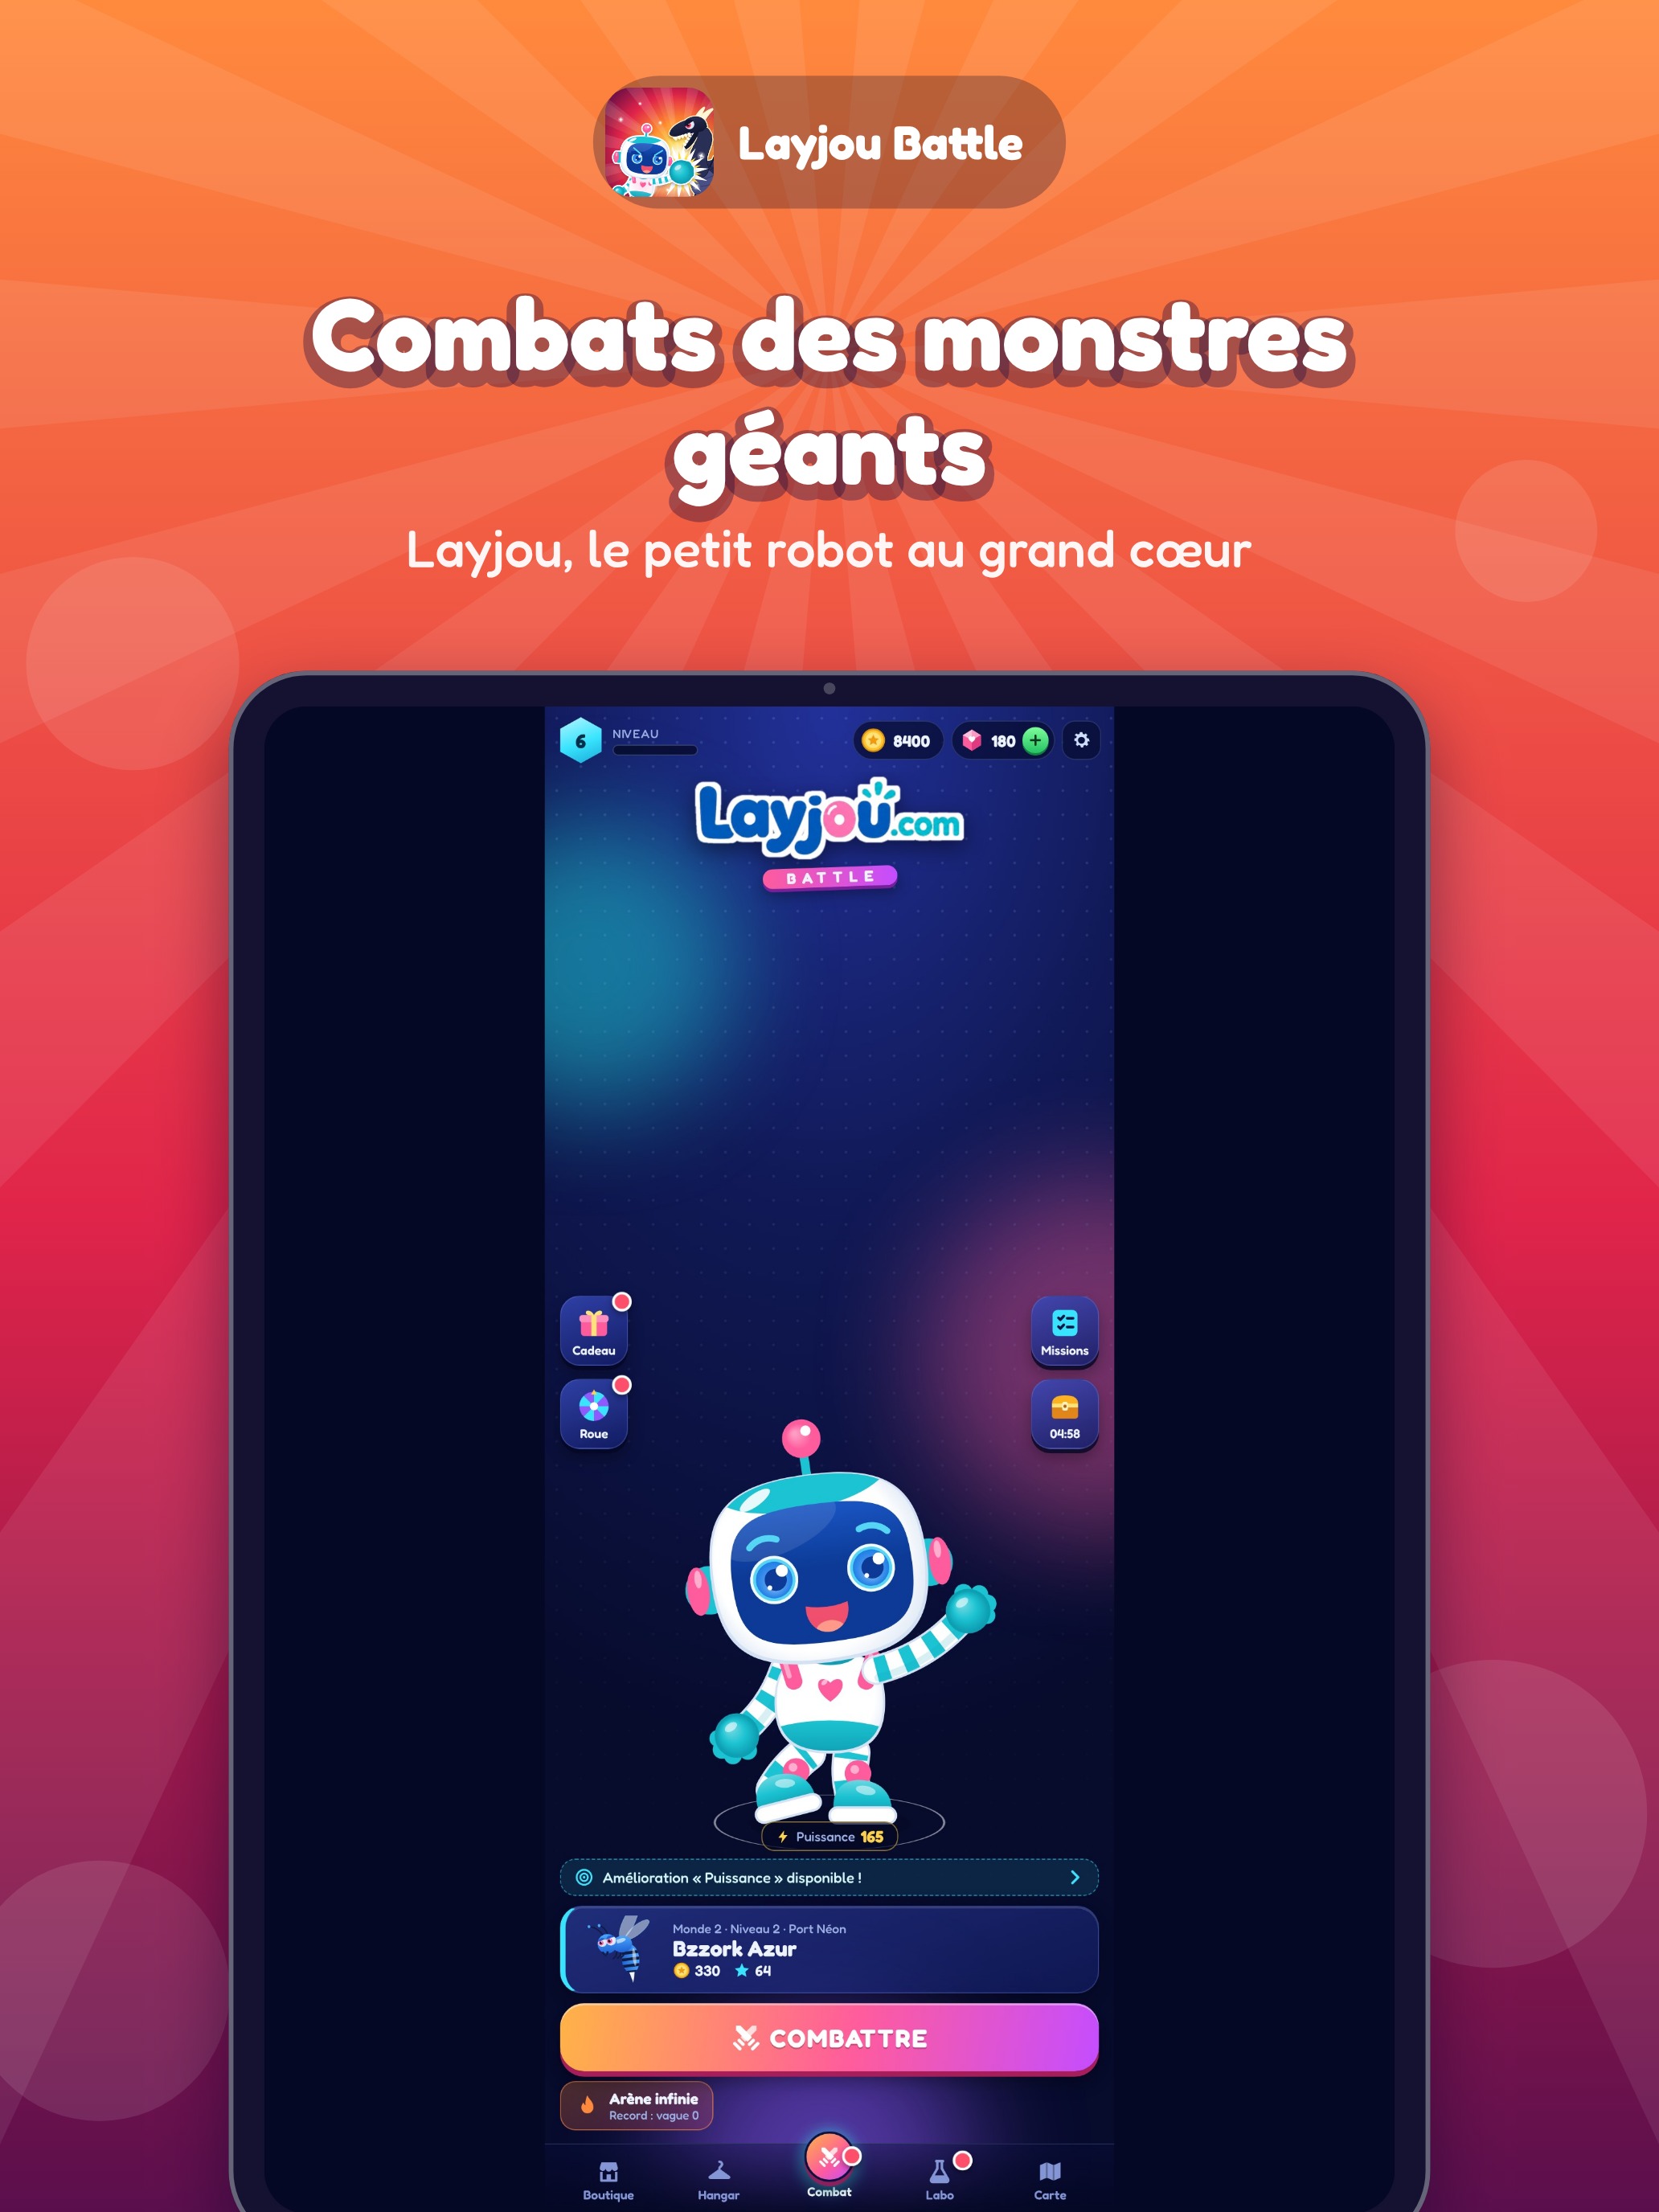 Layjou Battle
Combats des monstres
géants
Layjou, le petit robot au grand cœur
6
NIVEAU
8400
180
Layjou.com
BATTLE
Cadeau
Missions
Roue
04:58
Puissance 165
Amélioration « Puissance » disponible !
Monde 2 · Niveau 2 · Port Néon
Bzzork Azur
330 64
COMBATTRE
Arène infinie
Record : vague 0
Boutique
Hangar
Combat
Labo
Carte